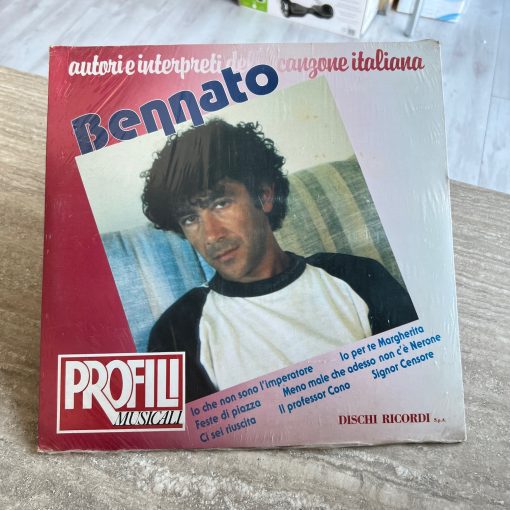 autori e interpreti della canzone italiana
Bennato
Io per te Margherita
Io che non sono l'imperatore
Meno male che adesso non c'è Nerone
Feste di piazza
Signor Censore
Il professor Cono
Ci sei riuscita
PROFILI
MUSICALI
DISCHI RICORDI S.p.A.